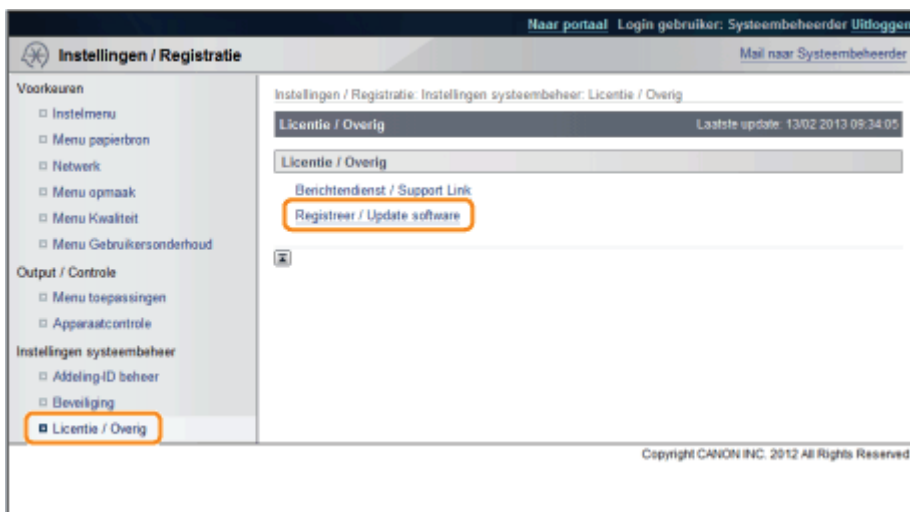 Naar portaal Login gebruiker: Systeembeheerder Uitloggen
Instellingen / Registratie
Mail naar Systeembeheerder
Voorkeuren
Instelmenu
Menu papierbron
Netwerk
Menu opmaak
Menu Kwaliteit
Menu Gebruikersonderhoud
Output / Controle
Menu toepassingen
Apparaatcontrole
Instellingen systeembeheer
Afdeling-ID beheer
Beveiliging
Licentie / Overig
Instellingen / Registratie: Instellingen systeembeheer: Licentie / Overig
Licentie / Overig
Laatste update: 13/02 2013 09:34:05
Licentie / Overig
Berichtendienst / Support Link
Registreer / Update software
Copyright CANON INC. 2012 All Rights Reserved